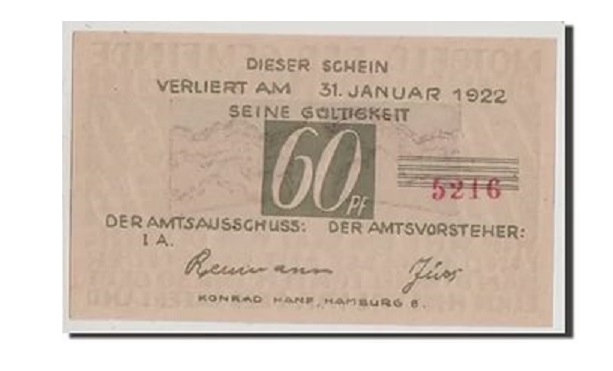 DIESER SCHEIN
VERLIERT AM 31. JANUAR 1922
SEINE GÜLTIGKEIT
60 PF
5216
DER AMTSAUSSCHUSS: DER AMTSVORSTEHER:
I A.
KONRAD HANF, HAMBURG 8.